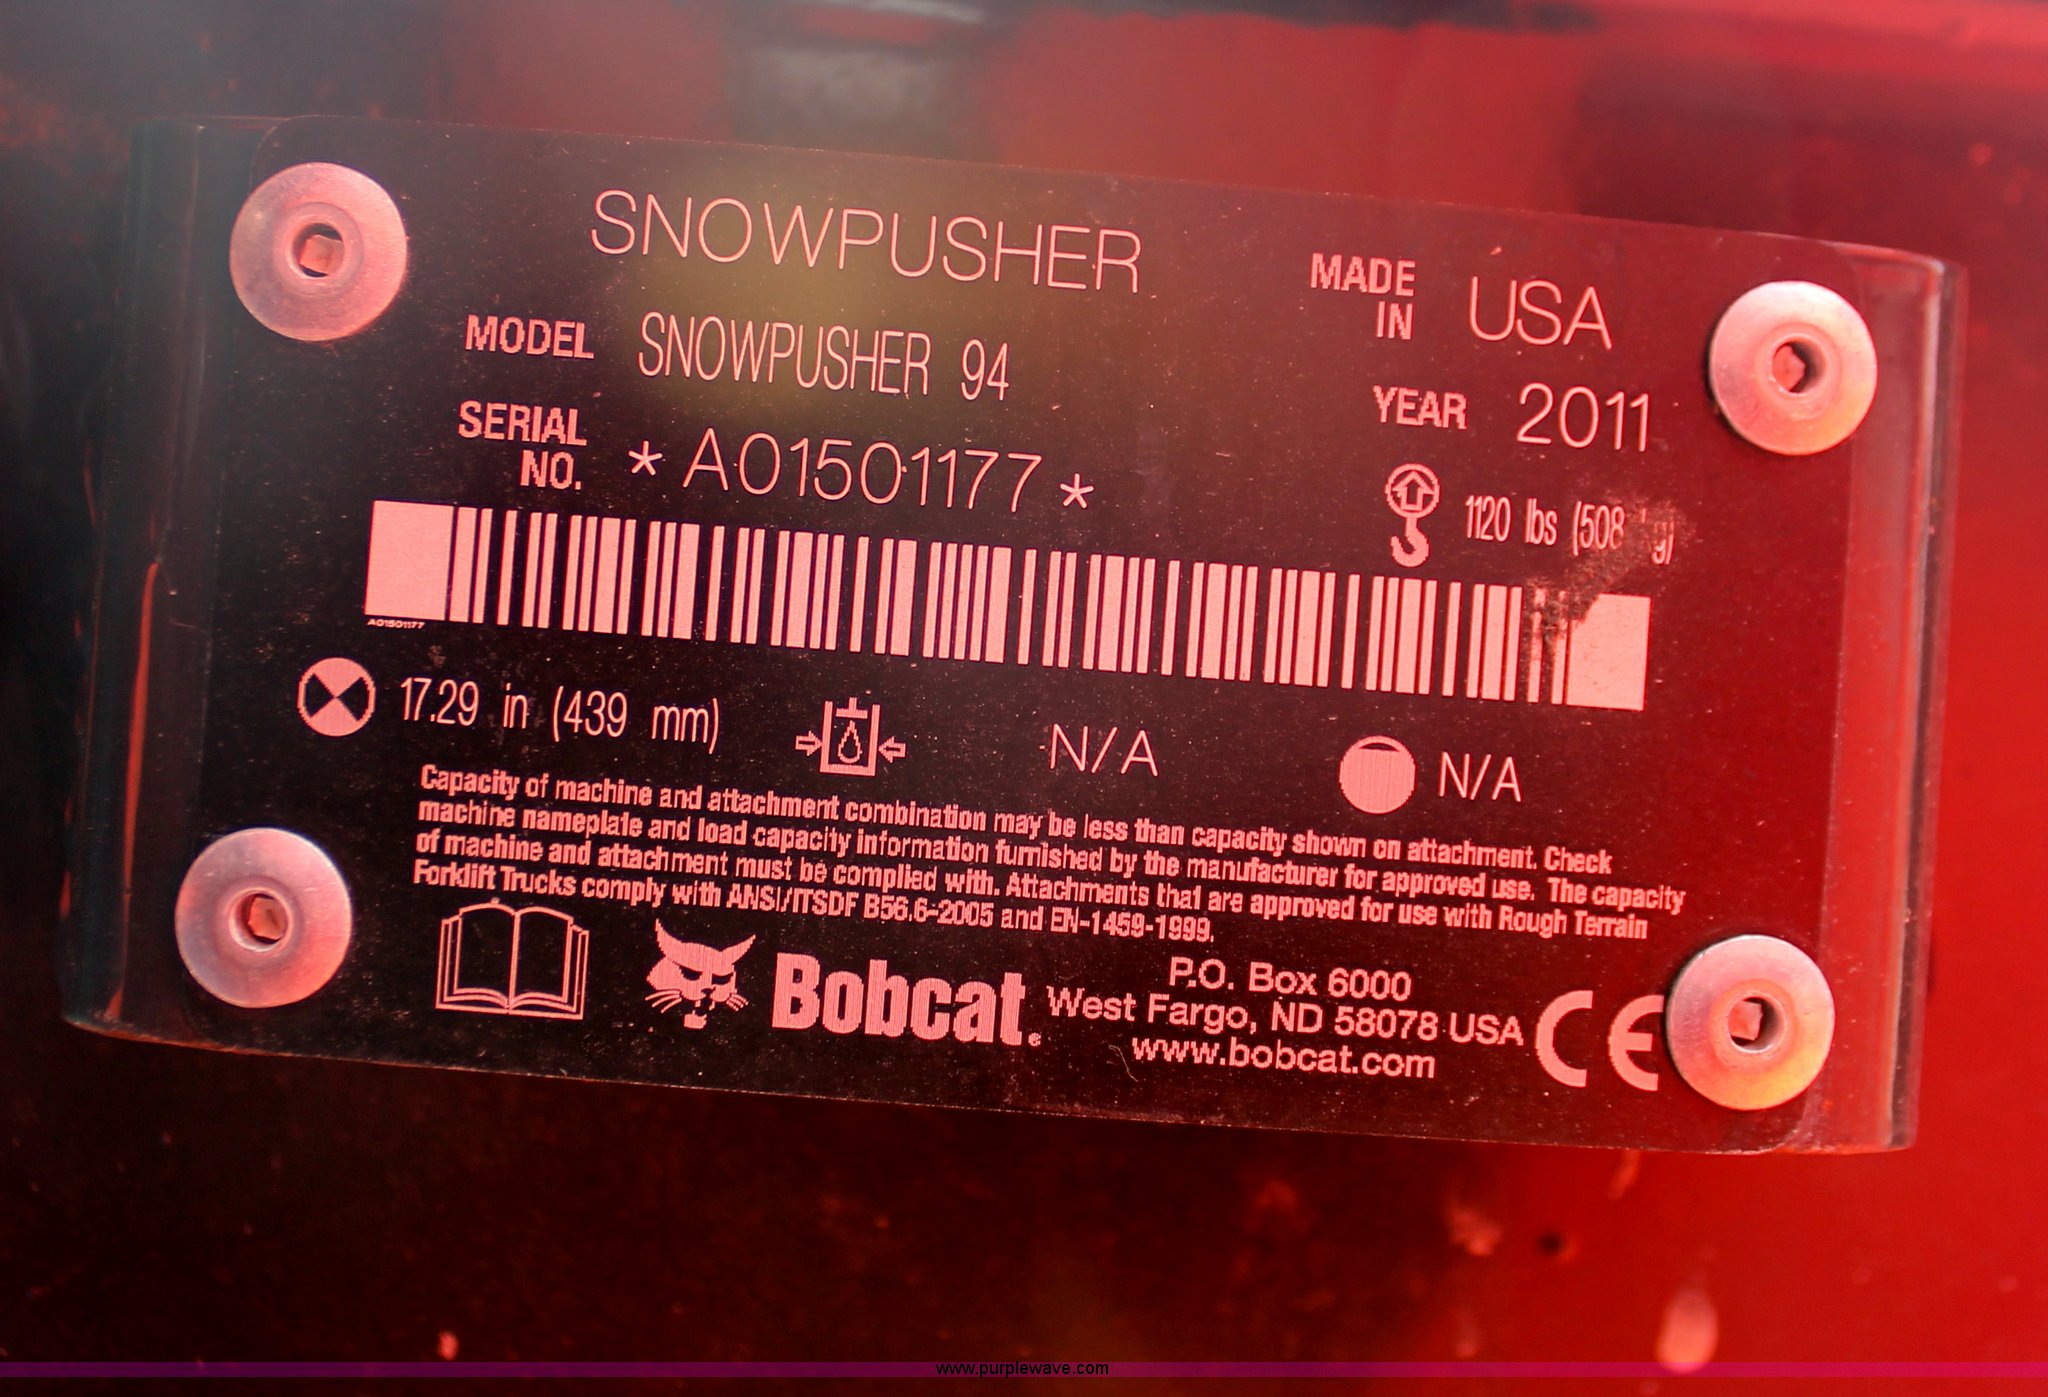 SNOWPUSHER
MADE IN USA
MODEL SNOWPUSHER 94
YEAR 2011
SERIAL NO. * A01501177 *
1120 lbs (508 kg)
A01501177
17.29 in (439 mm)
N/A
N/A
Capacity of machine and attachment combination may be less than capacity shown on attachment. Check
machine nameplate and load capacity information furnished by the manufacturer for approved use. The capacity
of machine and attachment must be complied with. Attachments that are approved for use with Rough Terrain
Forklift Trucks comply with ANSI/ITSDF B56.6-2005 and EN-1459-1999.
Bobcat®
P.O. Box 6000
West Fargo, ND 58078 USA
www.bobcat.com
CE
www.purplewave.com